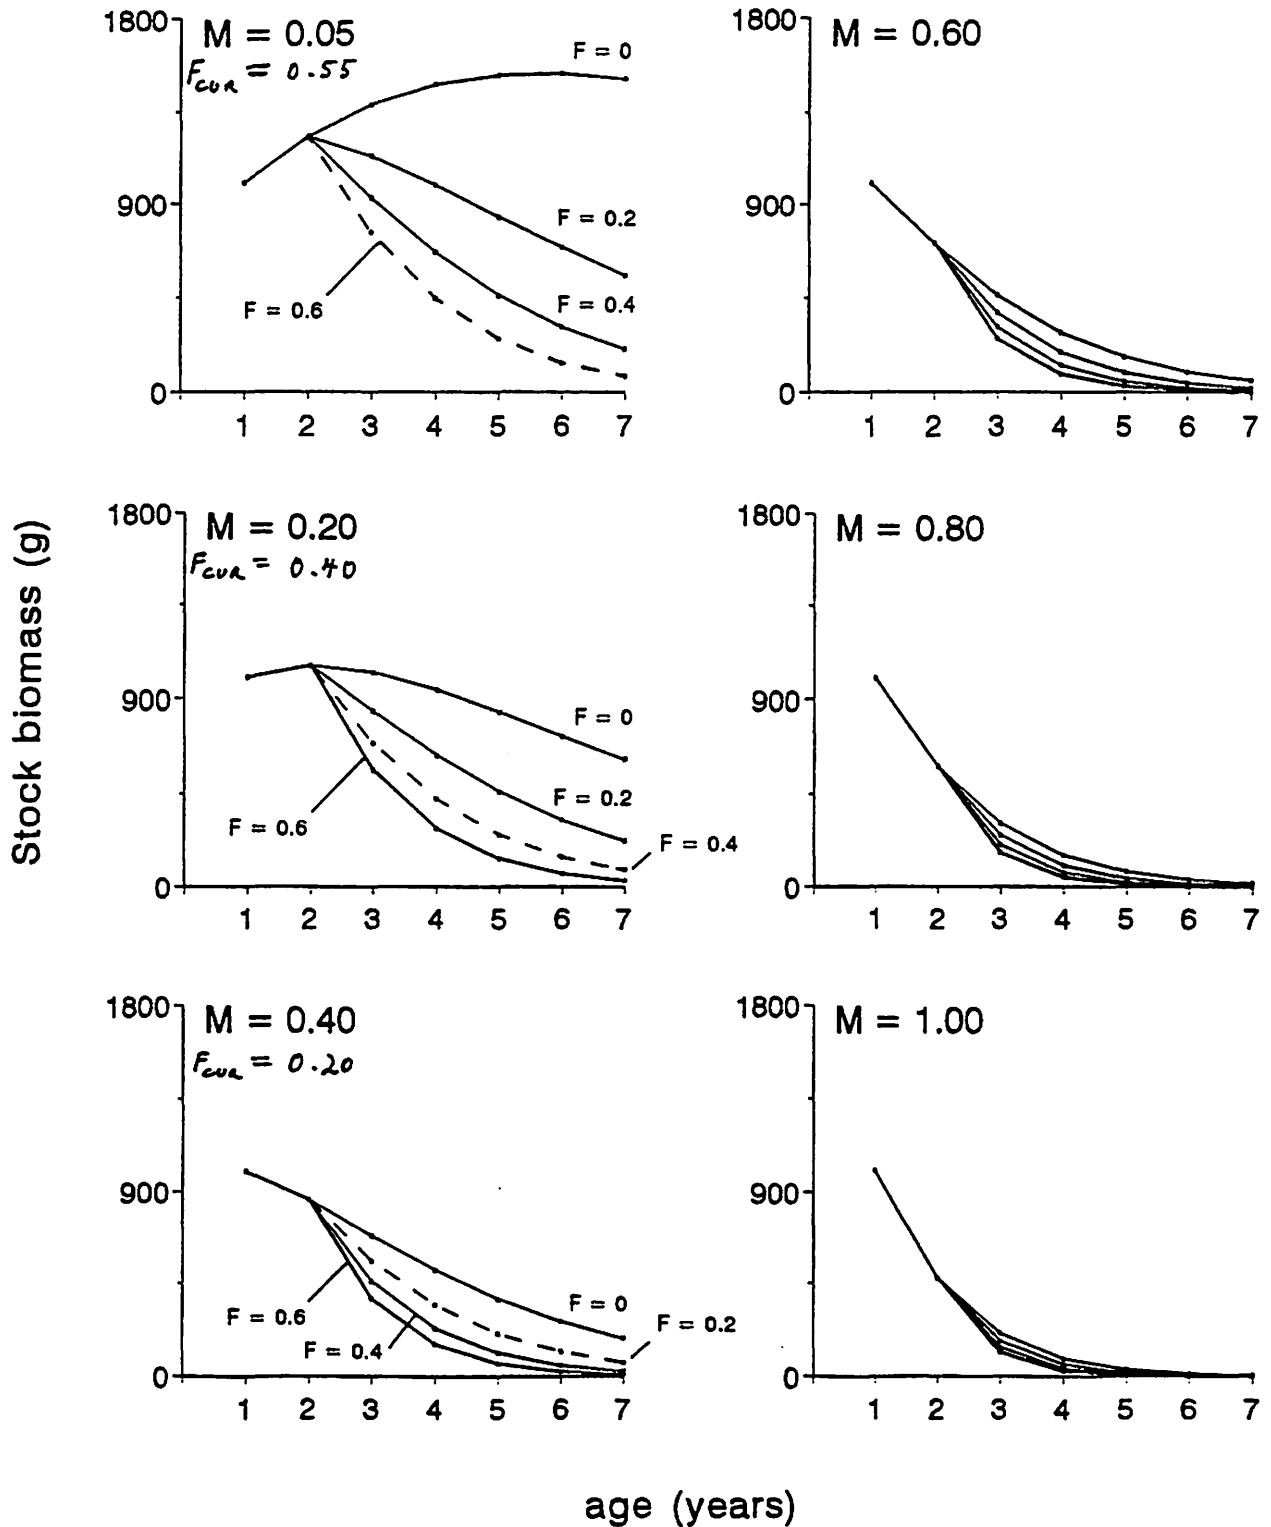 1800
M = 0.05
F_CUR = 0.55
F = 0
900
F = 0.2
F = 0.6
F = 0.4
0
1 2 3 4 5 6 7
1800
M = 0.60
900
0
1 2 3 4 5 6 7
Stock biomass (g)
1800
M = 0.20
F_CUR = 0.40
900
F = 0
F = 0.2
F = 0.6
F = 0.4
0
1 2 3 4 5 6 7
1800
M = 0.80
900
0
1 2 3 4 5 6 7
1800
M = 0.40
F_CUR = 0.20
900
F = 0
F = 0.6
F = 0.2
F = 0.4
0
1 2 3 4 5 6 7
1800
M = 1.00
900
0
1 2 3 4 5 6 7
age (years)